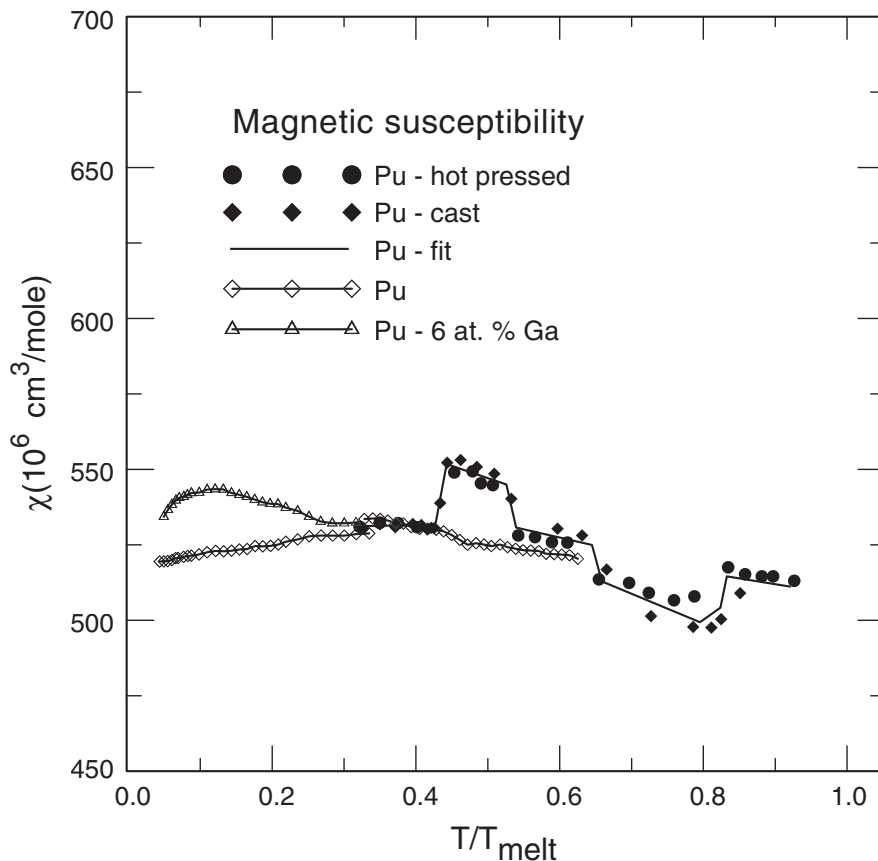 700
650
600
550
500
450
χ(10⁶ cm³/mole)
Magnetic susceptibility
Pu - hot pressed
Pu - cast
Pu - fit
Pu
Pu - 6 at. % Ga
0.0 0.2 0.4 0.6 0.8 1.0
T/Tmelt